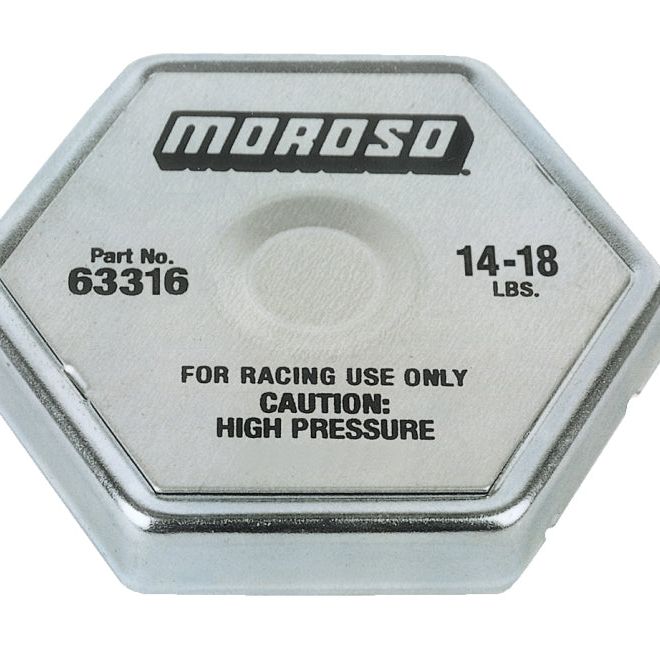 MOROSO
Part No.
63316
14-18
LBS.
FOR RACING USE ONLY
CAUTION:
HIGH PRESSURE